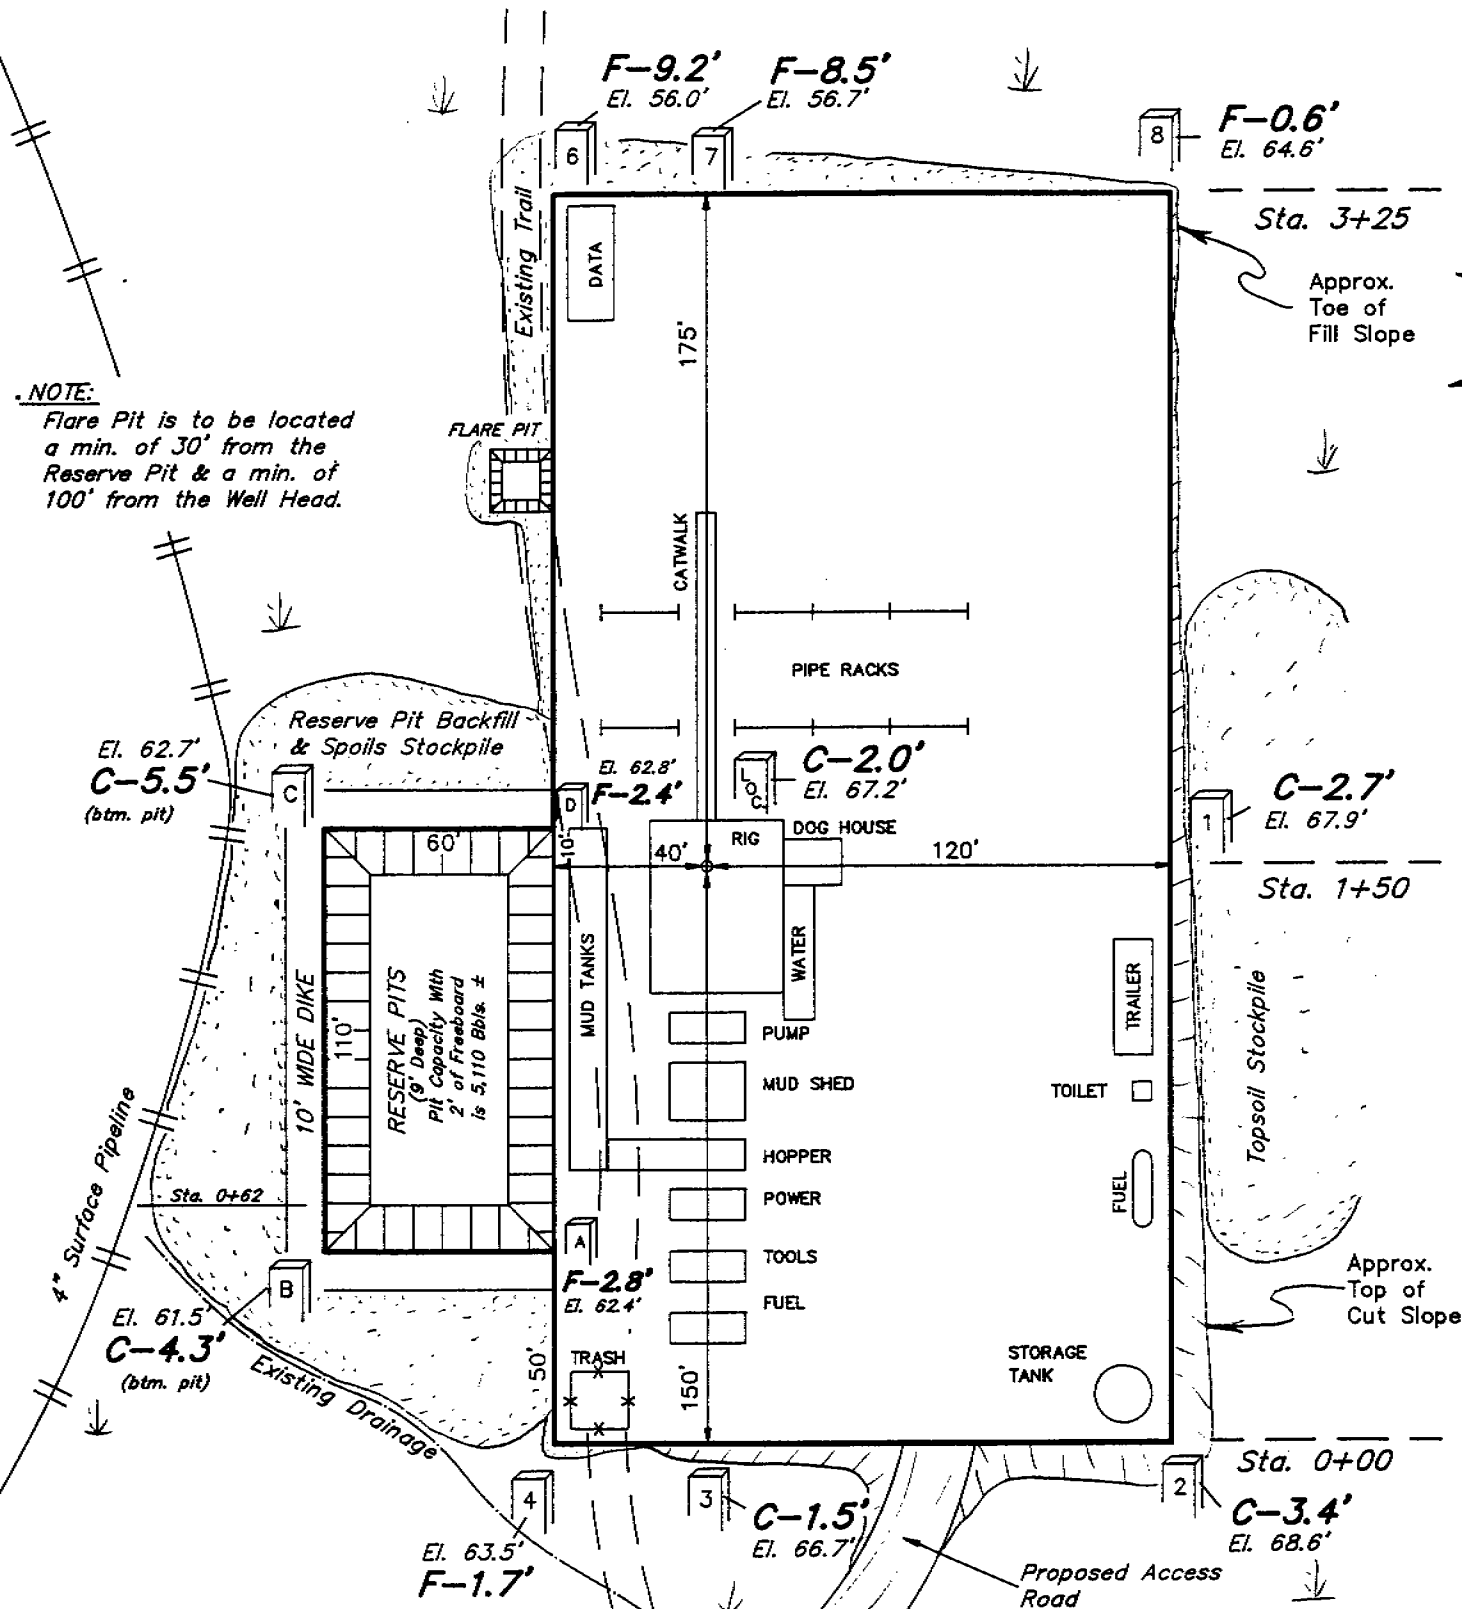 F-9.2'
El. 56.0'
F-8.5'
El. 56.7'
F-0.6'
El. 64.6'
6
7
8
Sta. 3+25
Existing Trail
DATA
175'
Approx.
Toe of
Fill Slope
NOTE:
Flare Pit is to be located
a min. of 30' from the
Reserve Pit & a min. of
100' from the Well Head.
FLARE PIT
CATWALK
PIPE RACKS
Reserve Pit Backfill
& Spoils Stockpile
El. 62.7'
C-5.5'
(btm. pit)
C
El. 62.8'
F-2.4'
D
LOC.
C-2.0'
El. 67.2'
C-2.7'
El. 67.9'
1
60'
10'
40'
RIG
DOG HOUSE
120'
Sta. 1+50
10' WIDE DIKE
110'
RESERVE PITS
(9' Deep)
Pit Capacity With
2' of Freeboard
is 5,110 Bbls. ±
MUD TANKS
WATER
TRAILER
Topsoil Stockpile
PUMP
MUD SHED
TOILET
HOPPER
POWER
FUEL
4" Surface Pipeline
Sta. 0+62
A
F-2.8'
El. 62.4'
TOOLS
FUEL
B
El. 61.5'
C-4.3'
(btm. pit)
Approx.
Top of
Cut Slope
Existing Drainage
50'
TRASH
150'
STORAGE
TANK
Sta. 0+00
4
3
2
El. 63.5'
F-1.7'
C-1.5'
El. 66.7'
C-3.4'
El. 68.6'
Proposed Access
Road